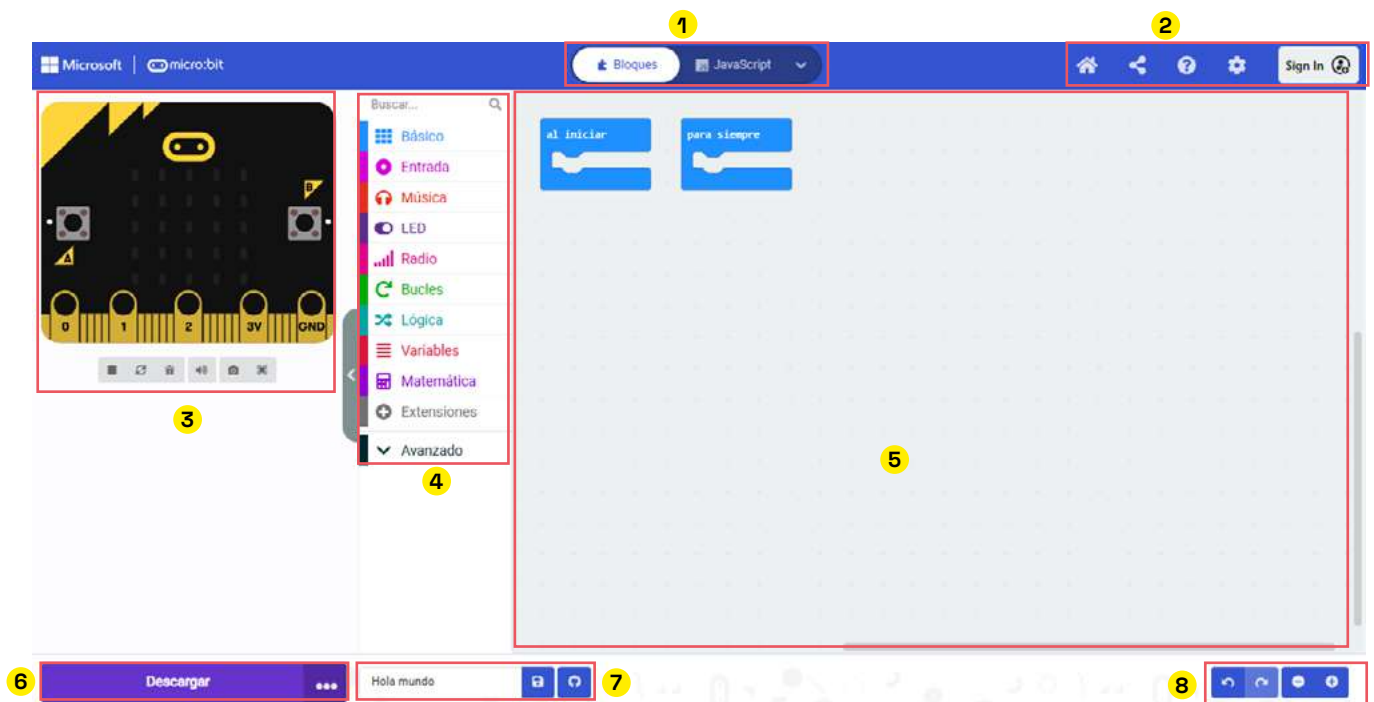 1
2
Microsoft | micro:bit
Bloques
JavaScript
Sign In
Buscar...
Básico
Entrada
Música
LED
Radio
Bucles
Lógica
Variables
Matemática
Extensiones
Avanzado
al iniciar
para siempre
B
A
0 1 2 3V GND
3
4
5
6
Descargar
Hola mundo
7
8